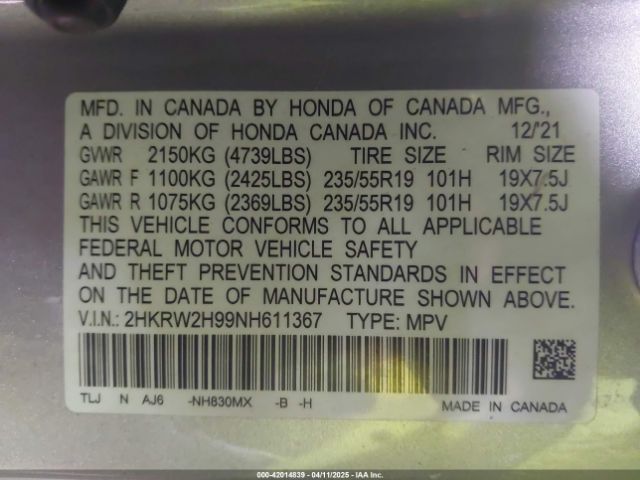 MFD. IN CANADA BY HONDA OF CANADA MFG.,
A DIVISION OF HONDA CANADA INC. 12/'21
GVWR 2150KG (4739LBS) TIRE SIZE RIM SIZE
GAWR F 1100KG (2425LBS) 235/55R19 101H 19X7.5J
GAWR R 1075KG (2369LBS) 235/55R19 101H 19X7.5J
THIS VEHICLE CONFORMS TO ALL APPLICABLE
FEDERAL MOTOR VEHICLE SAFETY
AND THEFT PREVENTION STANDARDS IN EFFECT
ON THE DATE OF MANUFACTURE SHOWN ABOVE.
V.I.N.: 2HKRW2H99NH611367 TYPE: MPV
TLJ N AJ6 -NH830MX -B -H MADE IN CANADA
000-42014839 - 04/11/2025 - IAA Inc.